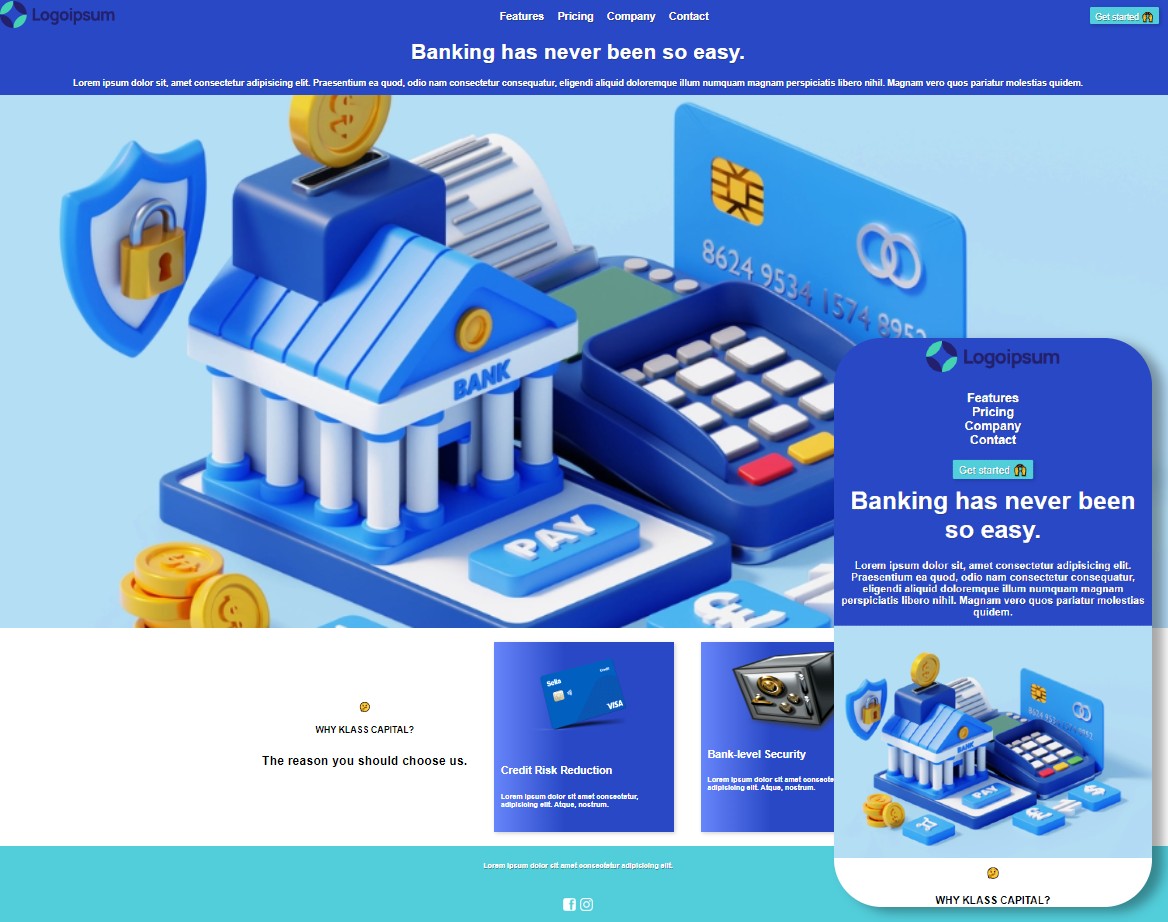 Logoipsum
Features Pricing Company Contact
Get started
Banking has never been so easy.
Lorem ipsum dolor sit, amet consectetur adipisicing elit. Praesentium ea quod, odio nam consectetur consequatur, eligendi aliquid doloremque illum numquam magnam perspiciatis libero nihil. Magnam vero quos pariatur molestias quidem.
8624 9534 1574 8952
BANK
PAY
WHY KLASS CAPITAL?
The reason you should choose us.
Sella
Credit
VISA
Credit Risk Reduction
Lorem ipsum dolor sit amet consectetur,
adipisicing elit. Atque, nostrum.
Bank-level Security
Lorem ipsum dolor sit amet
adipisicing elit. Atque, nostrum.
Lorem ipsum dolor sit amet consectetur adipisicing elit.
Logoipsum
Features
Pricing
Company
Contact
Get started
Banking has never been
so easy.
Lorem ipsum dolor sit, amet consectetur adipisicing elit.
Praesentium ea quod, odio nam consectetur consequatur,
eligendi aliquid doloremque illum numquam magnam
perspiciatis libero nihil. Magnam vero quos pariatur molestias
quidem.
BANK
PAY
WHY KLASS CAPITAL?